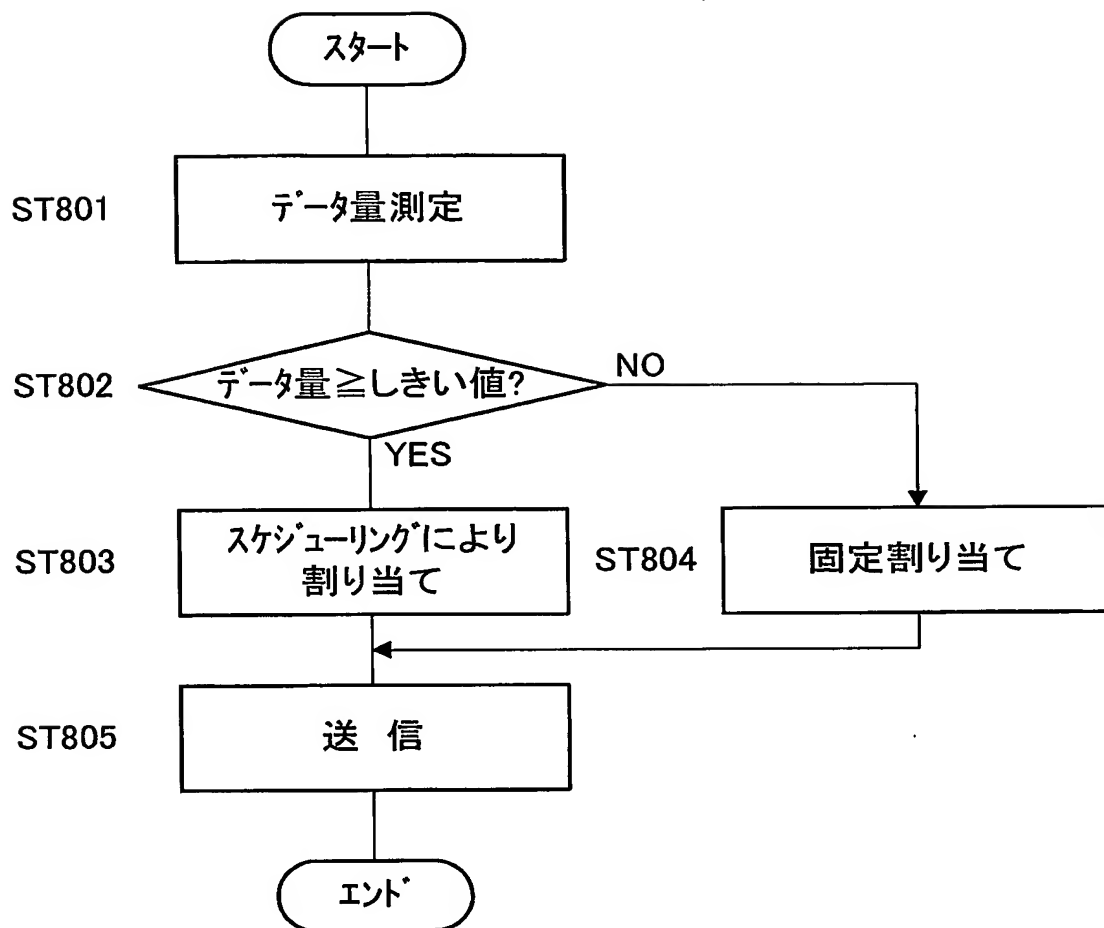 スタート
ST801
データ量測定
ST802
データ量≧しきい値?
NO
YES
ST803
スケジューリングにより
割り当て
ST804
固定割り当て
ST805
送 信
エンド